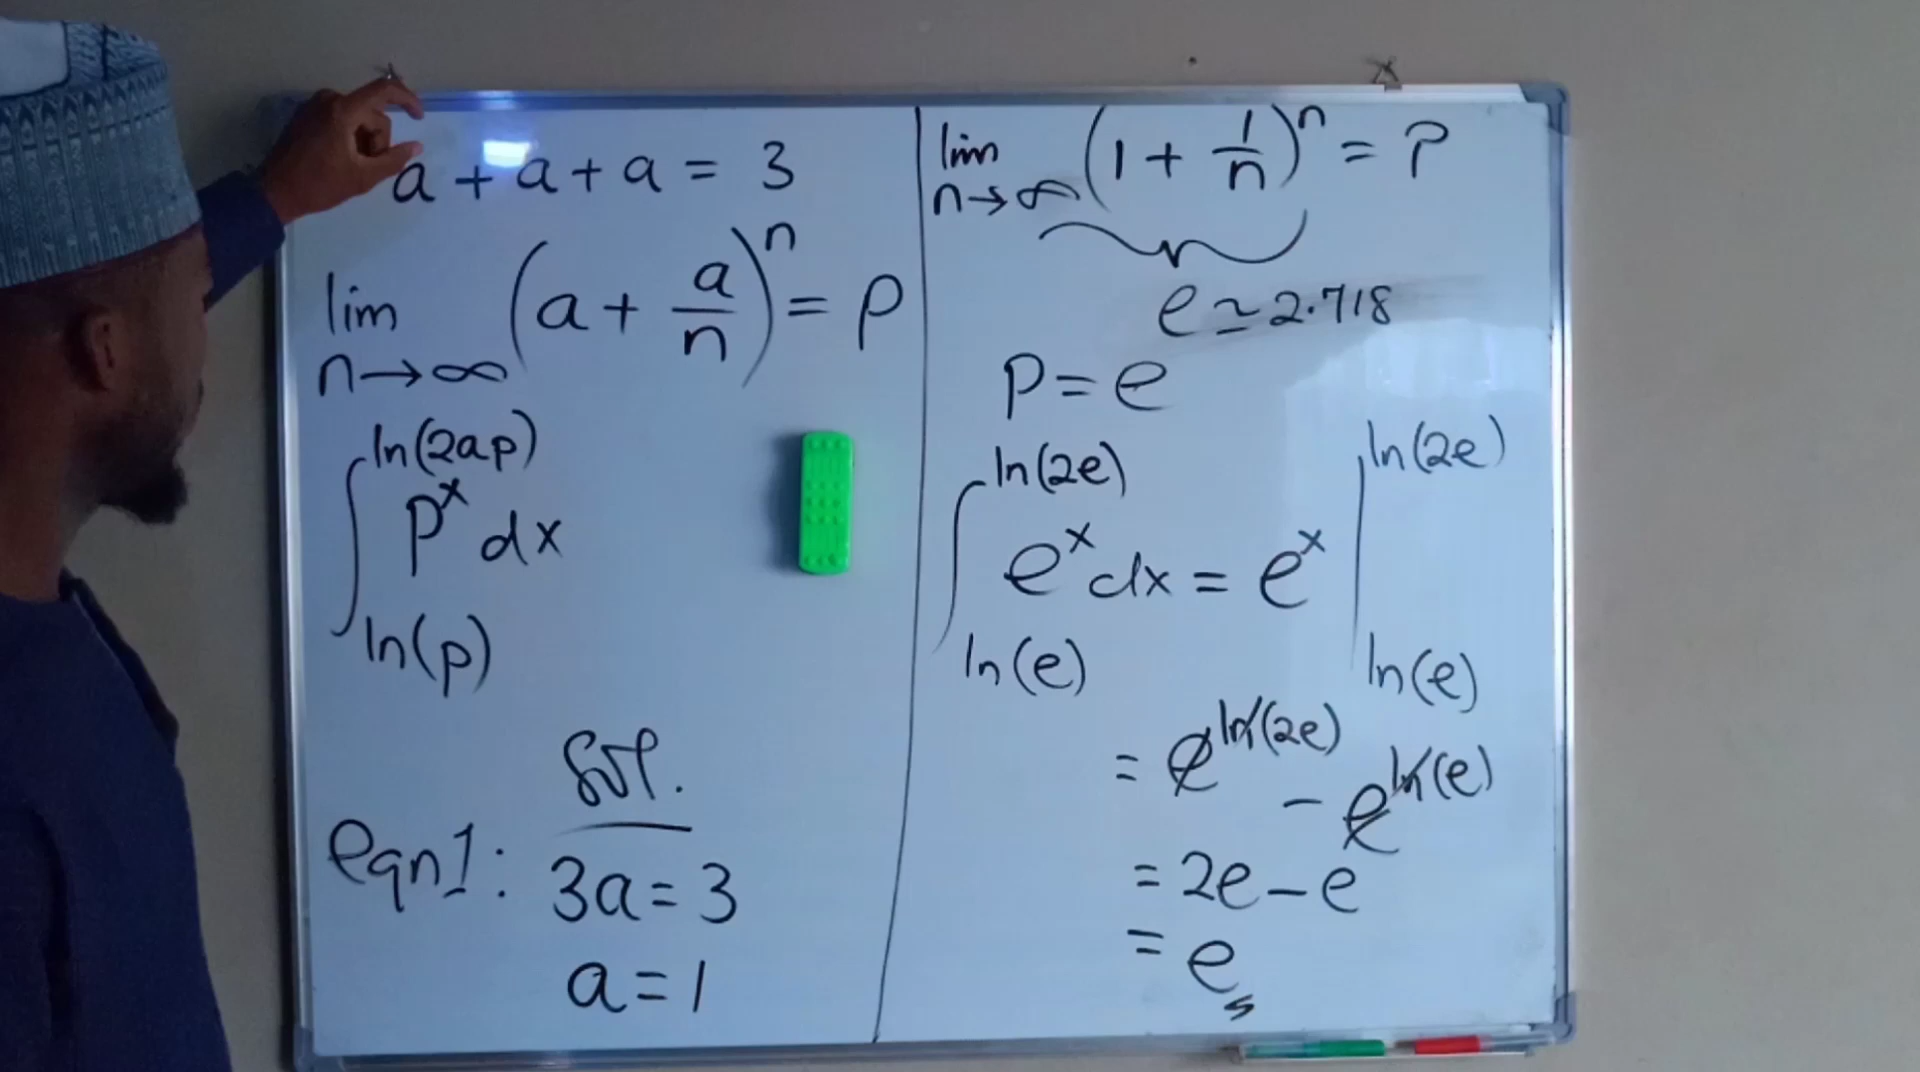 a + a + a = 3
lim n→∞ (a + a/n)^n = p
∫ ln(p) ln(2ap) p^x dx
Sol.
eqn1: 3a = 3
a = 1
lim n→∞ (1 + 1/n)^n = P
e ≃ 2.718
P = e
∫ ln(e) ln(2e) e^x dx = e^x | ln(e) ln(2e)
= e^ln(2e) - e^ln(e)
= 2e - e
= e